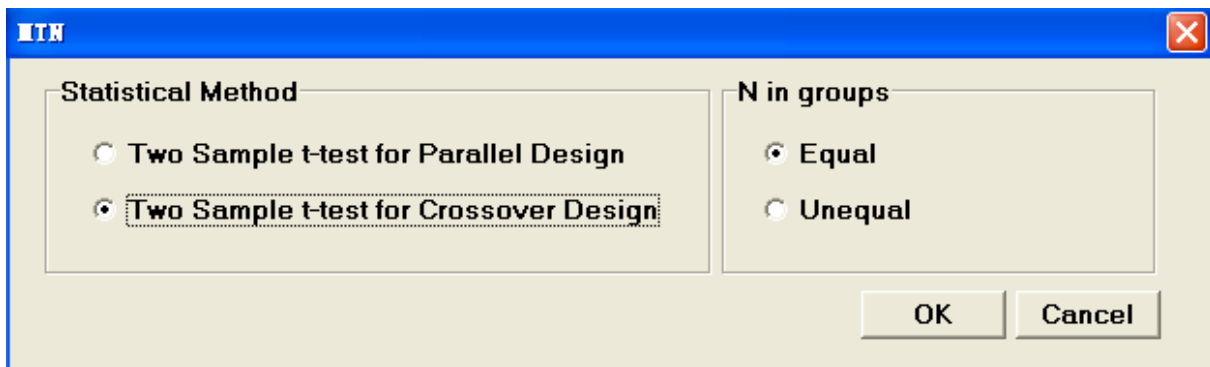 MTN
Statistical Method
Two Sample t-test for Parallel Design
Two Sample t-test for Crossover Design
N in groups
Equal
Unequal
OK
Cancel